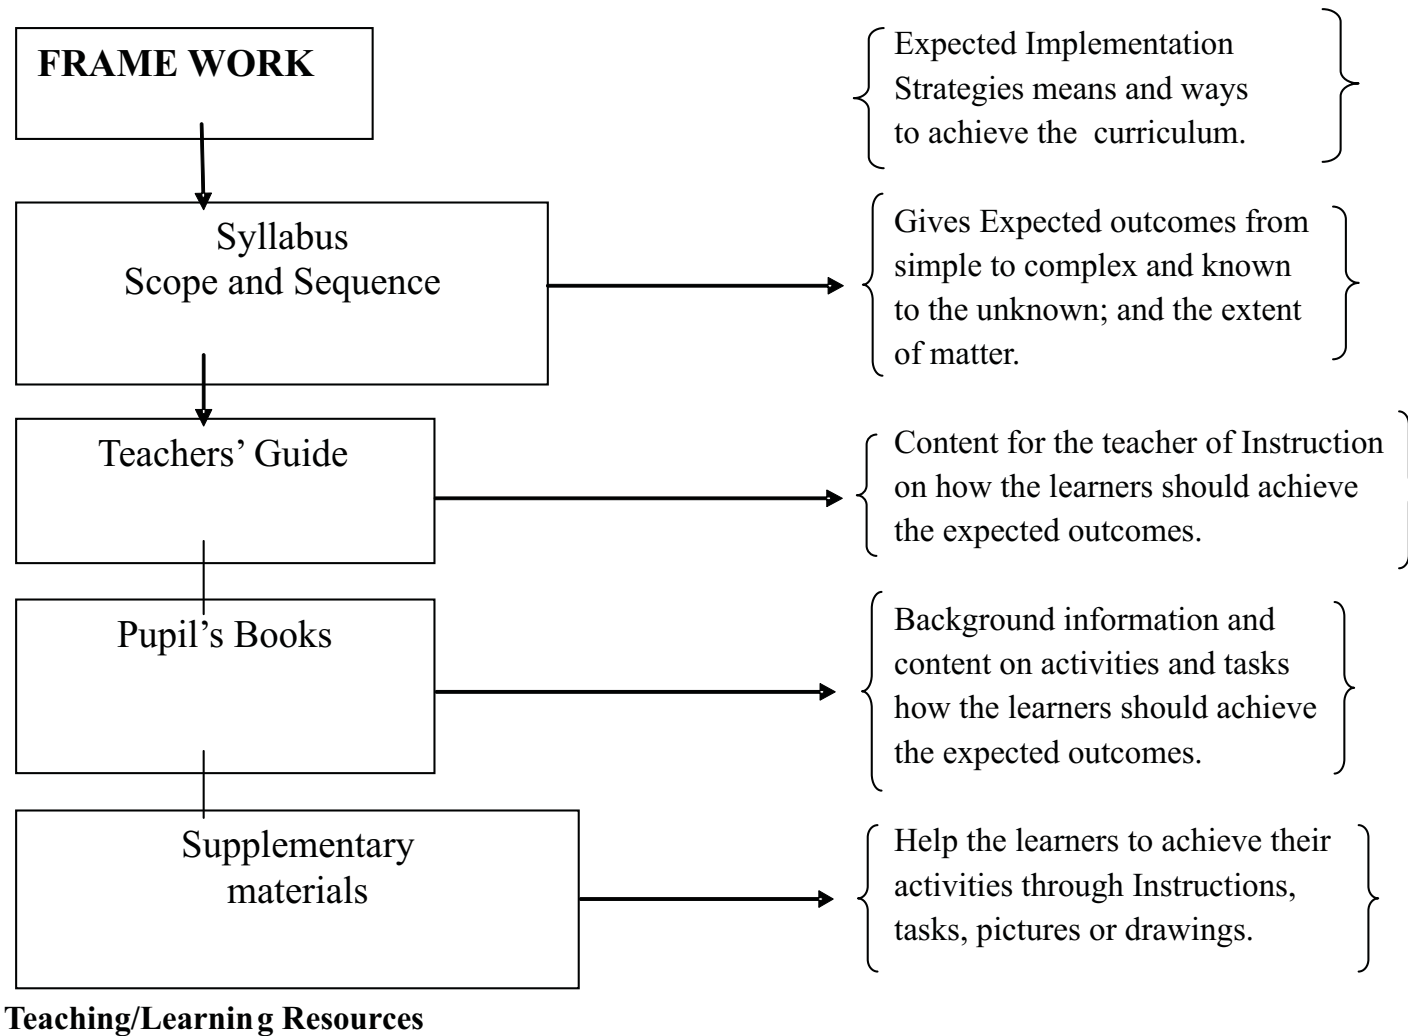 FRAME WORK
Expected Implementation
Strategies means and ways
to achieve the curriculum.
Syllabus
Scope and Sequence
Gives Expected outcomes from
simple to complex and known
to the unknown; and the extent
of matter.
Teachers’ Guide
Content for the teacher of Instruction
on how the learners should achieve
the expected outcomes.
Pupil’s Books
Background information and
content on activities and tasks
how the learners should achieve
the expected outcomes.
Supplementary
materials
Help the learners to achieve their
activities through Instructions,
tasks, pictures or drawings.
Teaching/Learning Resources